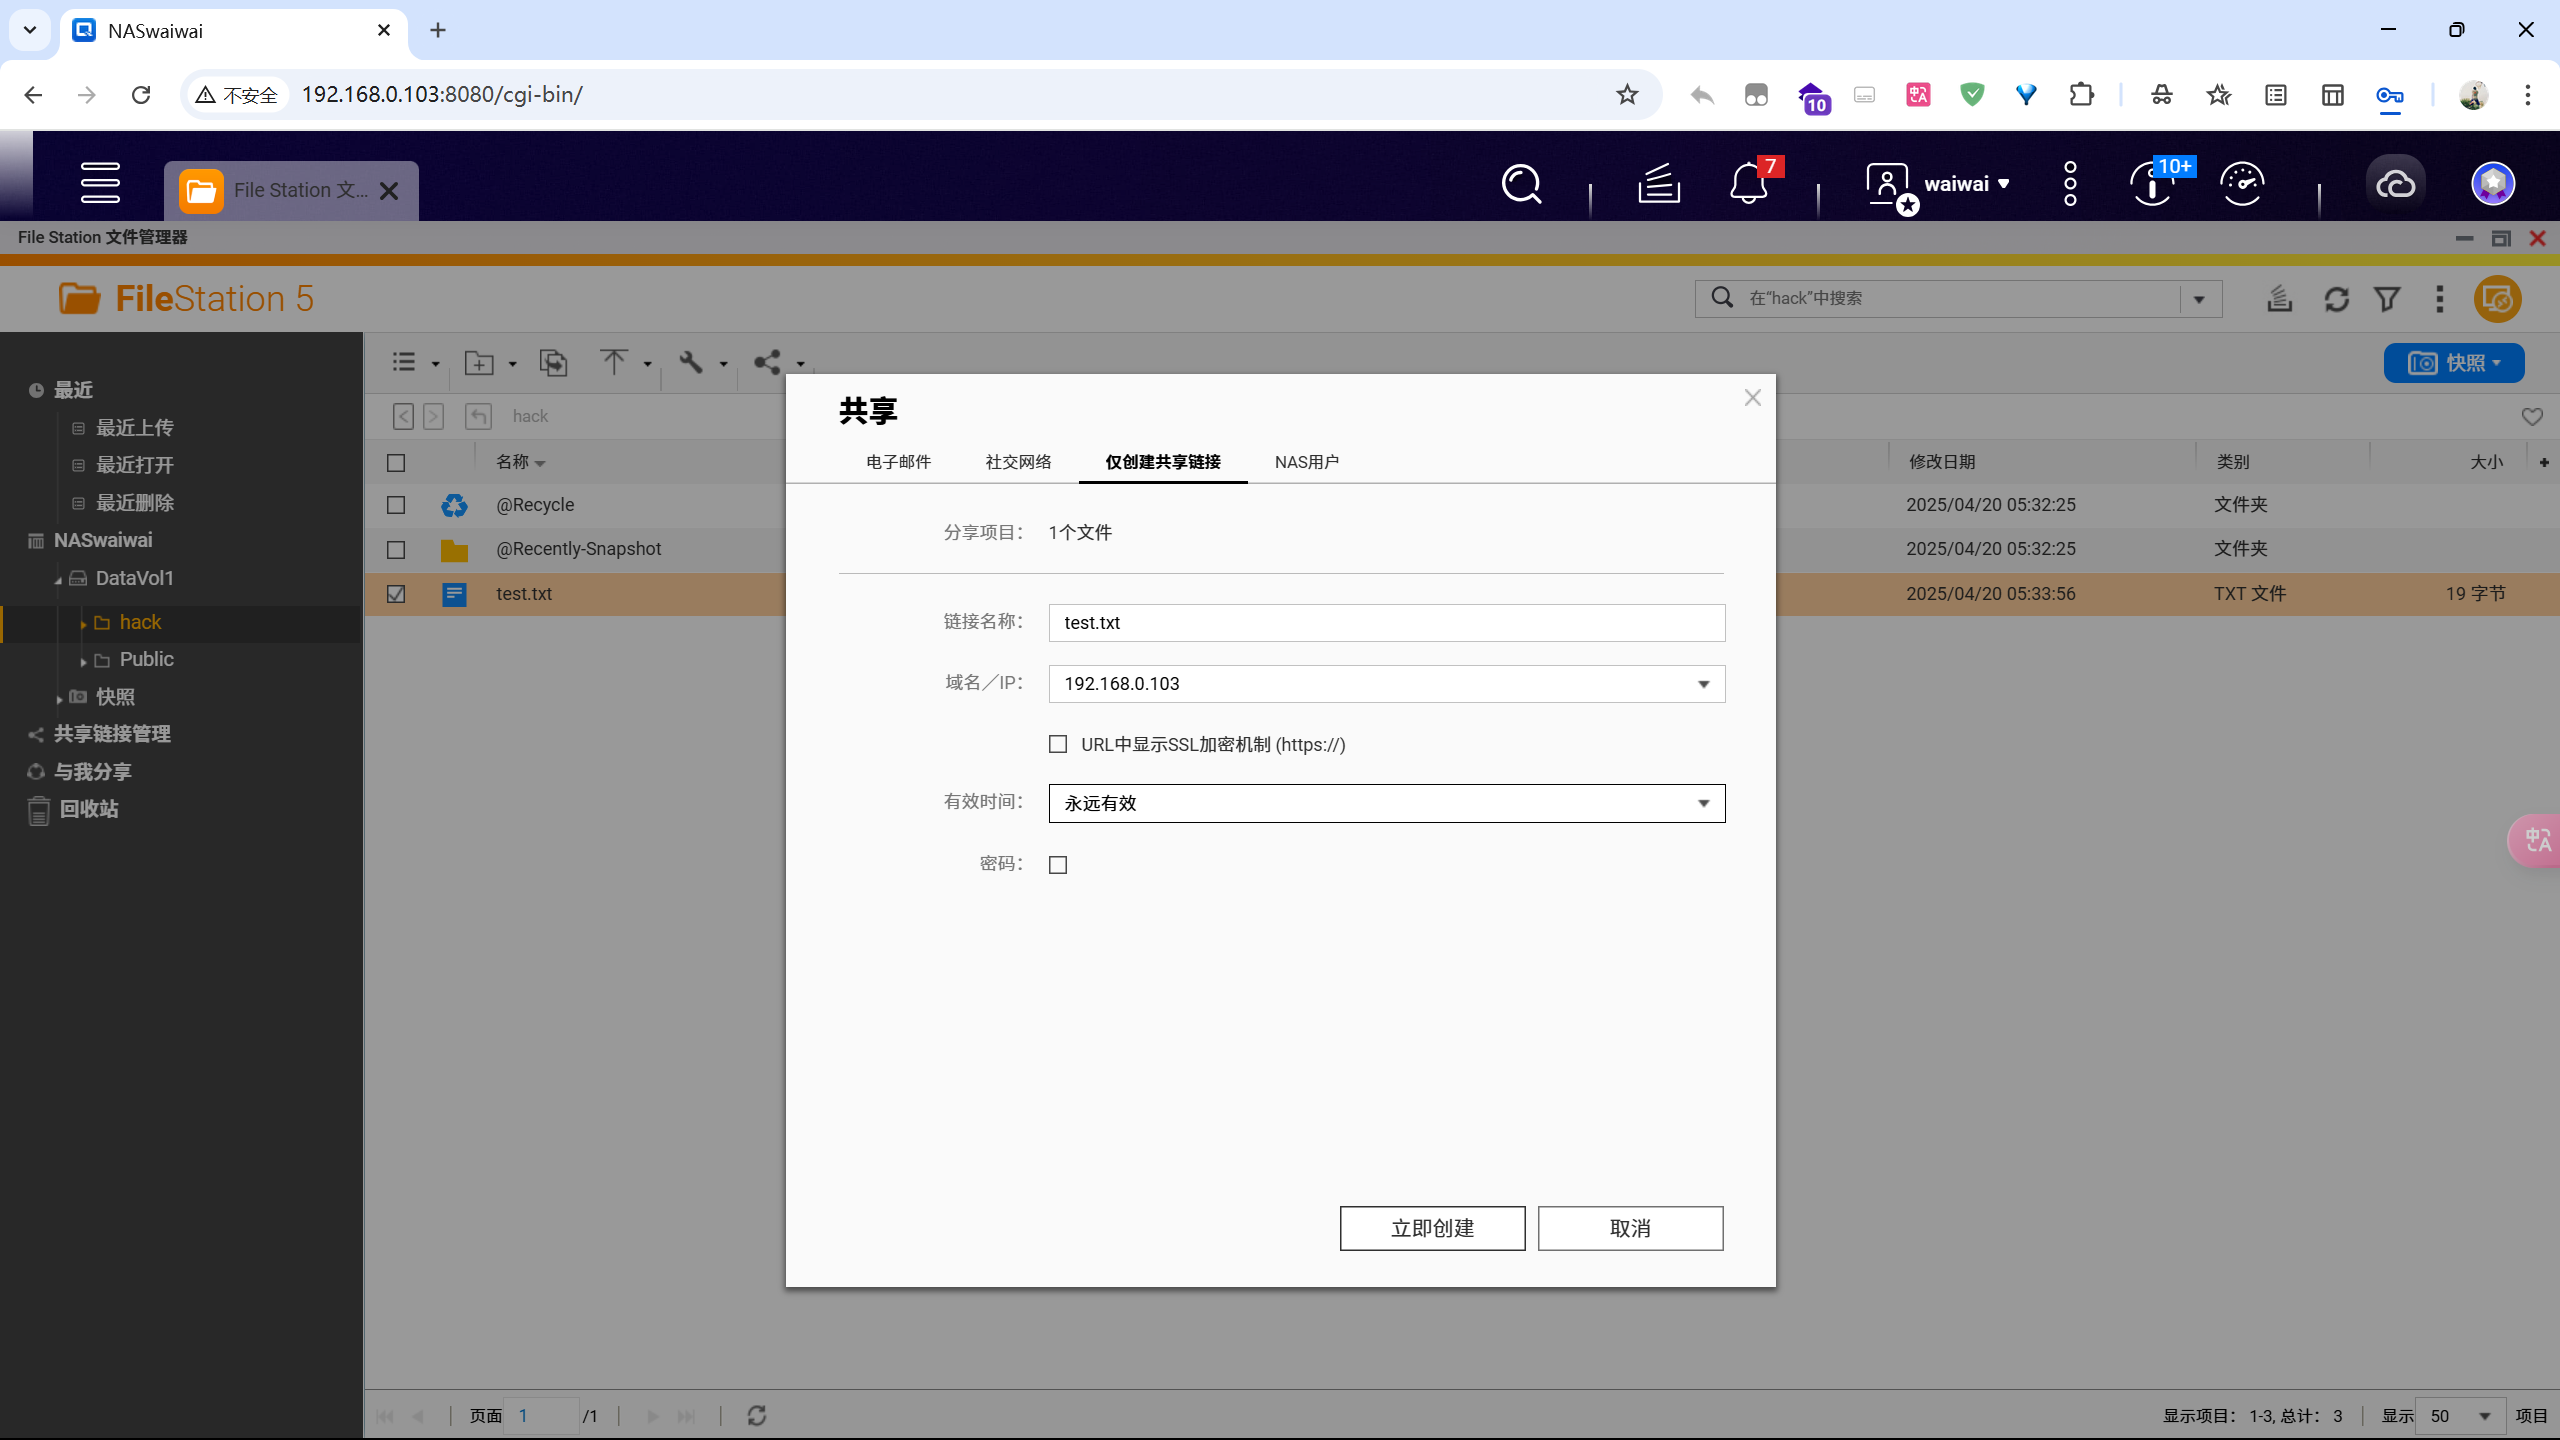 NASwaiwai
不安全
192.168.0.103:8080/cgi-bin/
10
File Station 文...
7
waiwai
10+
File Station 文件管理器
FileStation 5
在“hack”中搜索
快照
最近
最近上传
最近打开
最近删除
NASwaiwai
DataVol1
hack
Public
快照
共享链接管理
与我分享
回收站
hack
名称
修改日期
类别
大小
@Recycle
2025/04/20 05:32:25
文件夹
@Recently-Snapshot
2025/04/20 05:32:25
文件夹
test.txt
2025/04/20 05:33:56
TXT 文件
19 字节
共享
电子邮件
社交网络
仅创建共享链接
NAS用户
分享项目：
1个文件
链接名称：
test.txt
域名／IP：
192.168.0.103
URL中显示SSL加密机制 (https://)
有效时间：
永远有效
密码：
立即创建
取消
中A
页面 1 /1
显示项目： 1-3, 总计： 3
显示 50 项目